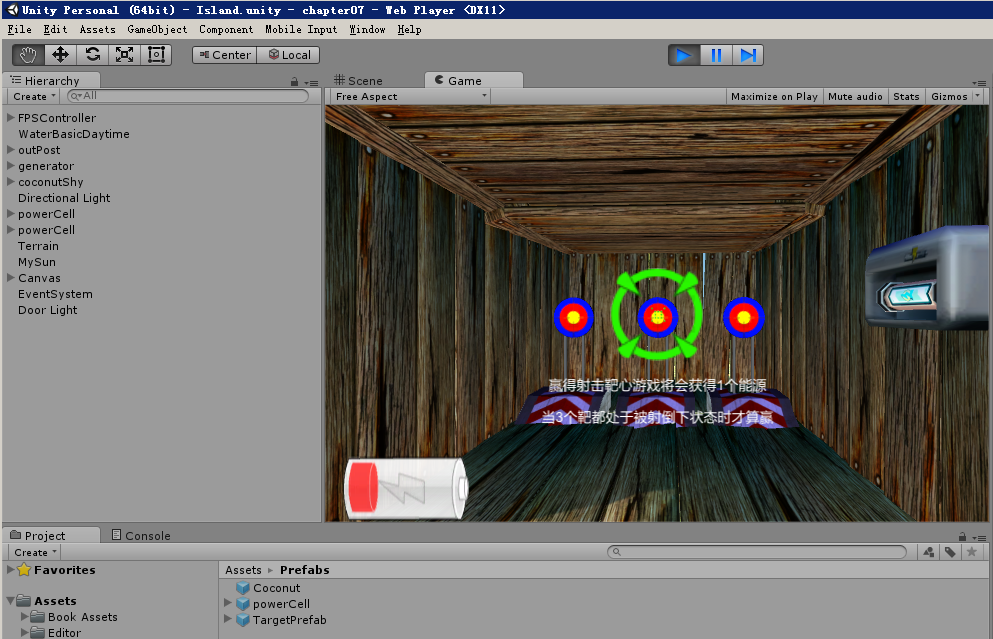 Unity Personal (64bit) - Island.unity - chapter07 - Web Player <DX11>
File Edit Assets GameObject Component Mobile Input Window Help
Center Local
Hierarchy
Create All
FPSController
WaterBasicDaytime
outPost
generator
coconutShy
Directional Light
powerCell
powerCell
Terrain
MySun
Canvas
EventSystem
Door Light
Scene Game
Free Aspect Maximize on Play Mute audio Stats Gizmos
赢得射击靶心游戏将会获得1个能源
当3个靶都处于被射倒下状态时才算赢
Project Console
Create
Favorites
Assets
Book Assets
Editor
Assets ▸ Prefabs
Coconut
powerCell
TargetPrefab